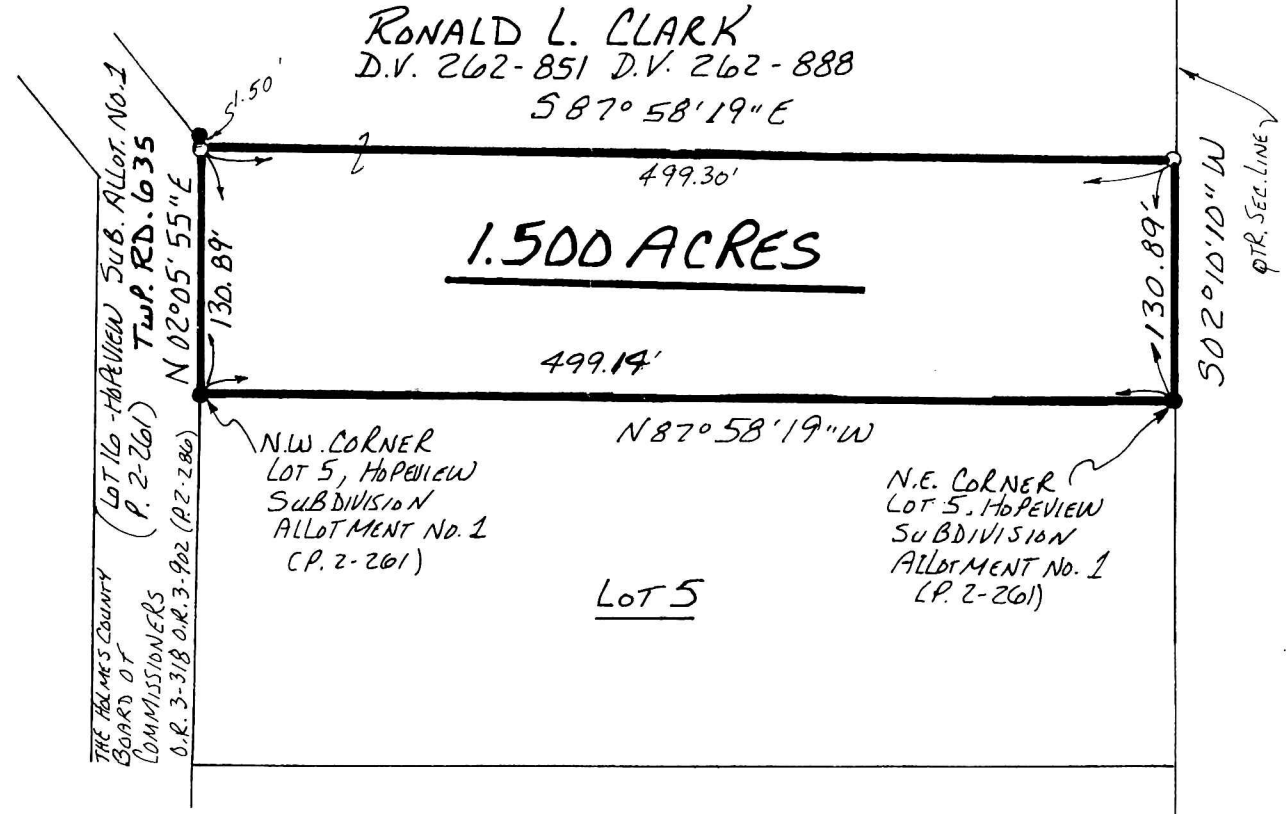 RONALD L. CLARK
D.V. 262-851 D.V. 262-888
S 87° 58' 19" E
51.50'
499.30'
QTR. SEC. LINE
1.500 ACRES
N 02° 05' 55" E
130.89'
130.89'
S 02° 10' 10" W
499.14'
N 87° 58' 19" W
N.W. CORNER
LOT 5, HOPEVIEW
SUBDIVISION
ALLOTMENT No. 1
(P. 2-261)
N.E. CORNER
LOT 5, HOPEVIEW
SUBDIVISION
ALLOTMENT No. 1
(P. 2-261)
LOT 5
(LOT 16 - HOPEVIEW SUB. ALLOT. No. 1
(P. 2-261) TWP. RD. 635
THE HOLMES COUNTY
BOARD OF
COMMISSIONERS
O.R. 3-318 O.R. 3-902 (P. 2-286)